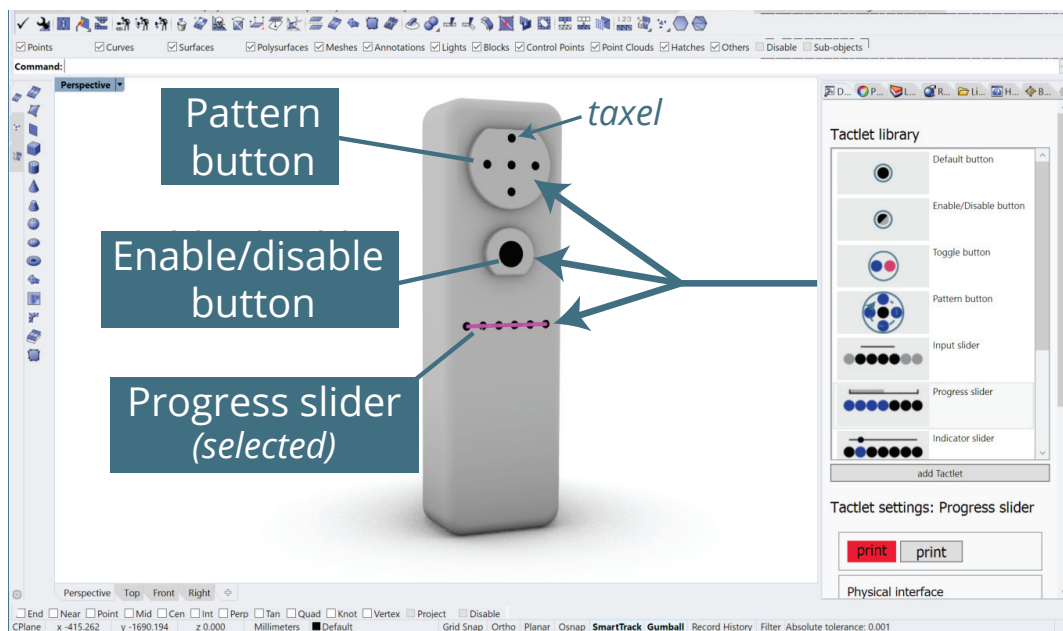 Points Curves Surfaces Polysurfaces Meshes Annotations Lights Blocks Control Points Point Clouds Hatches Others Disable Sub-objects
Command:
Perspective
D... P... L... R... Li... H... B...
Pattern
button
taxel
Enable/disable
button
Progress slider
(selected)
Tactlet library
Default button
Enable/Disable button
Toggle button
Pattern button
Input slider
Progress slider
Indicator slider
add Tactlet
Tactlet settings: Progress slider
print print
Physical interface
Perspective Top Front Right
End Near Point Mid Cen Int Perp Tan Quad Knot Vertex Project Disable
CPlane x -415.262 y -1690.194 z 0.000 Millimeters Default Grid Snap Ortho Planar Osnap SmartTrack Gumball Record History Filter Absolute tolerance: 0.001